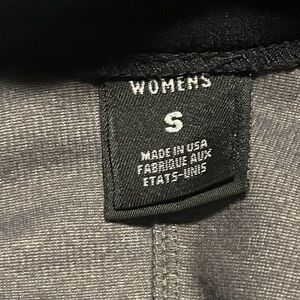 WOMENS
S
MADE IN USA
FABRIQUE AUX
ETATS-UNIS